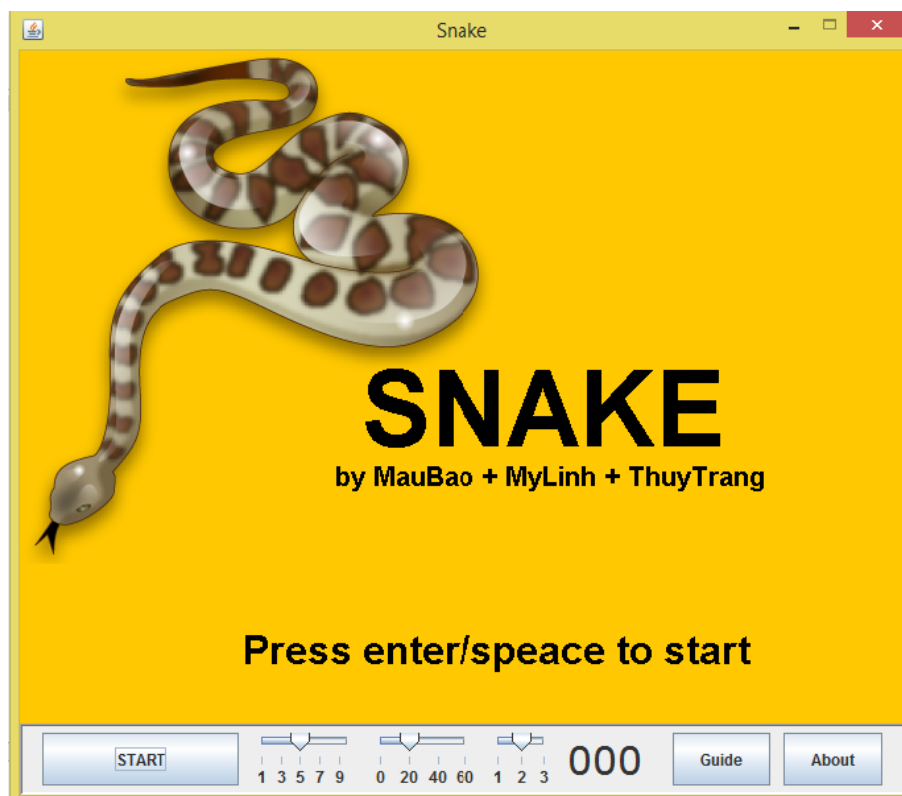 Snake
SNAKE
by MauBao + MyLinh + ThuyTrang
Press enter/speace to start
START 1 3 5 7 9 0 20 40 60 1 2 3 000 Guide About